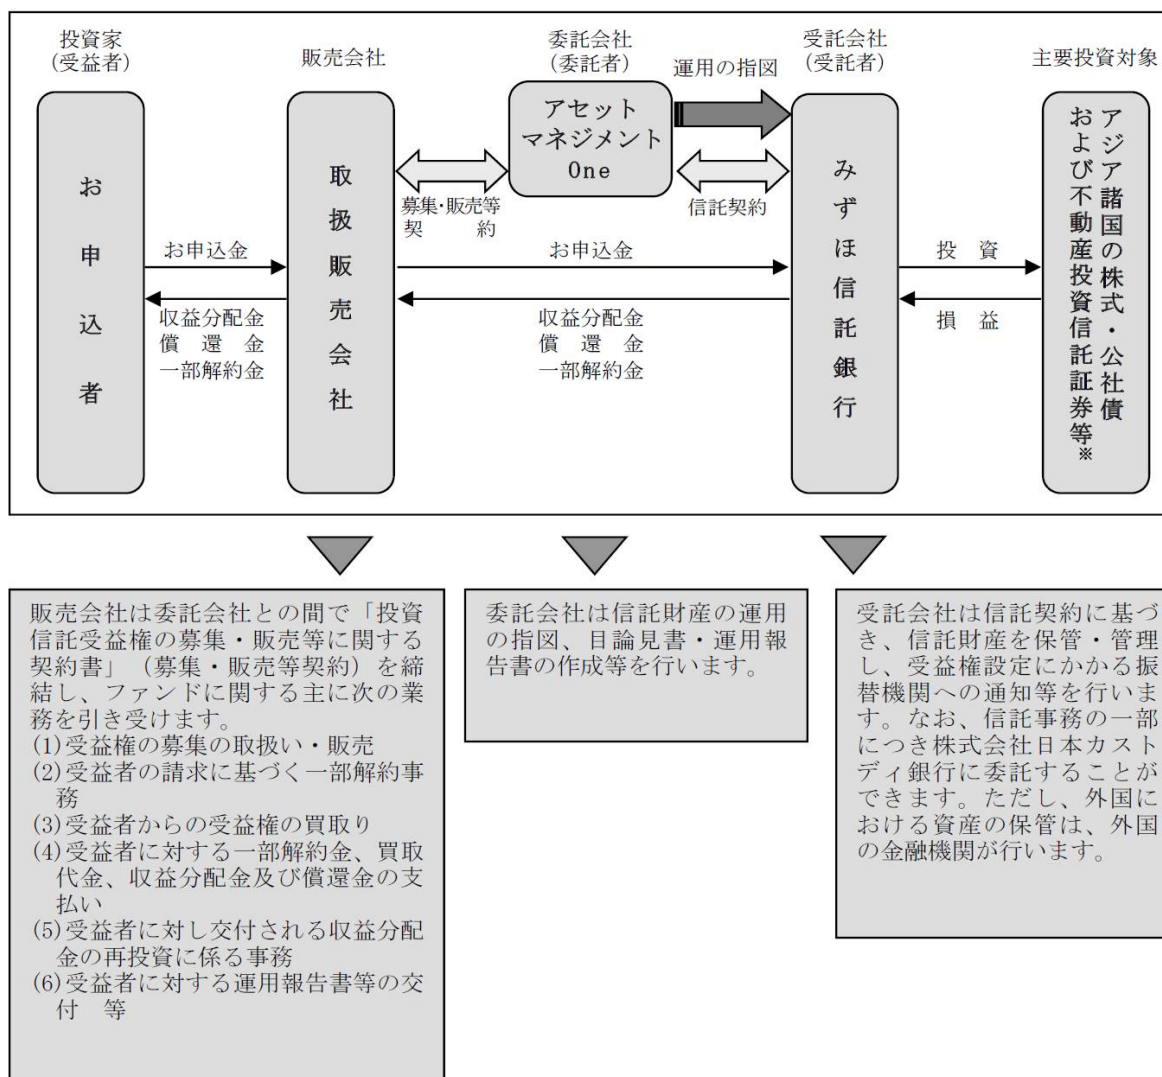 投資家
(受益者)
販売会社
委託会社
(委託者)
運用の指図
受託会社
(受託者)
主要投資対象
お申込者
取扱販売会社
アセット
マネジメント
One
みずほ信託銀行
アジア諸国の株式・公社債
および不動産投資信託証券等※
募集・販売等
契　　約
信託契約
お申込金
収益分配金
償　還　金
一部解約金
お申込金
収益分配金
償　還　金
一部解約金
投　資
損　益
販売会社は委託会社との間で「投資
信託受益権の募集・販売等に関する
契約書」（募集・販売等契約）を締
結し、ファンドに関する主に次の業
務を引き受けます。
(1)受益権の募集の取扱い・販売
(2)受益者の請求に基づく一部解約事
務
(3)受益者からの受益権の買取り
(4)受益者に対する一部解約金、買取
代金、収益分配金及び償還金の支
払い
(5)受益者に対し交付される収益分配
金の再投資に係る事務
(6)受益者に対する運用報告書等の交
付　等
委託会社は信託財産の運用
の指図、目論見書・運用報
告書の作成等を行います。
受託会社は信託契約に基づ
き、信託財産を保管・管理
し、受益権設定にかかる振
替機関への通知等を行いま
す。なお、信託事務の一部
につき株式会社日本カスト
ディ銀行に委託することが
できます。ただし、外国に
おける資産の保管は、外国
の金融機関が行います。